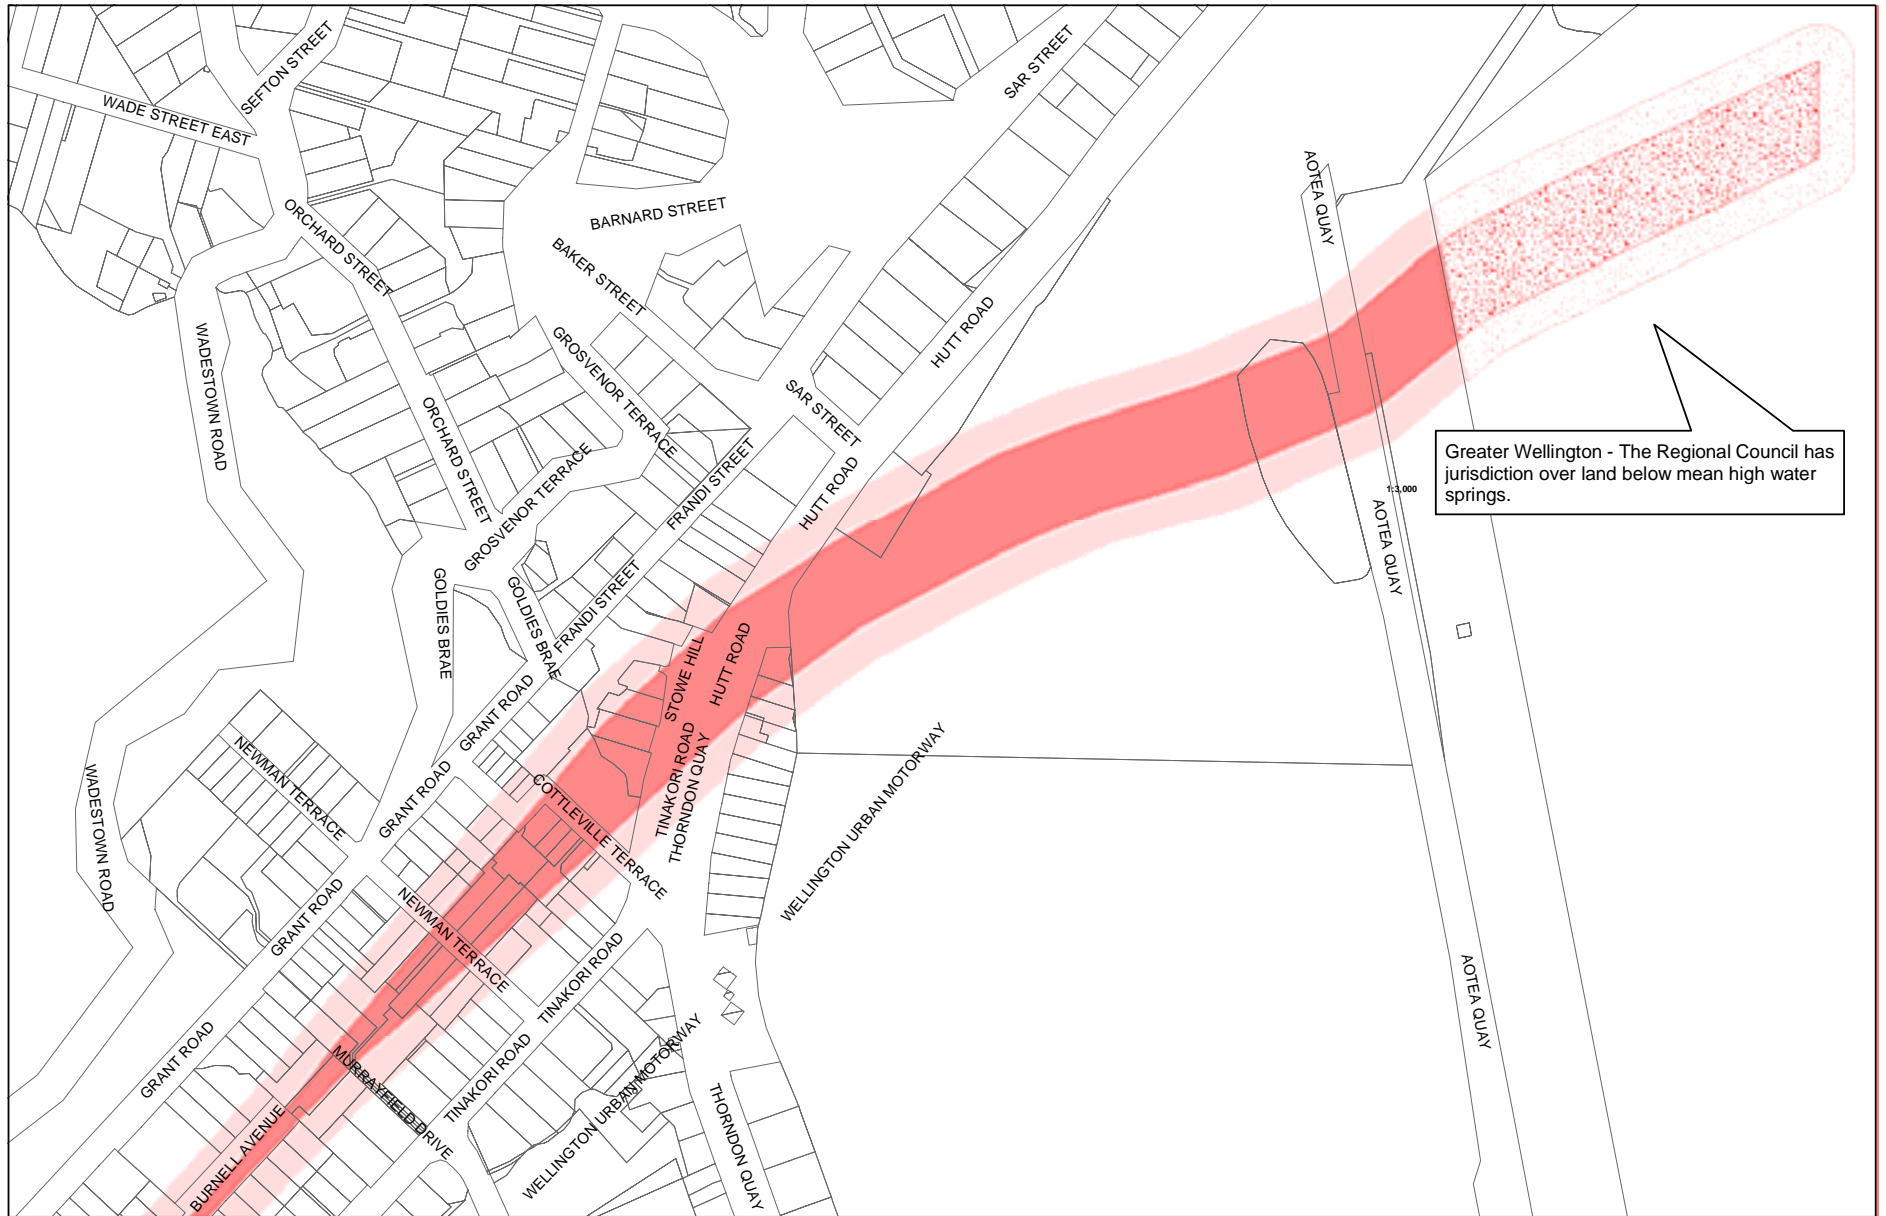 SEFTON STREET
SAR STREET
WADE STREET EAST
AOTEA QUAY
BARNARD STREET
ORCHARD STREET
BAKER STREET
WADESTOWN ROAD
HUTT ROAD
GROSVENOR TERRACE
SAR STREET
ORCHARD STREET
GROSVENOR TERRACE
FRANDI STREET
HUTT ROAD
Greater Wellington - The Regional Council has
jurisdiction over land below mean high water
springs.
1:3,000
AOTEA QUAY
GOLDIES BRAE
GOLDIES BRAE
FRANDI STREET
STOWE HILL
HUTT ROAD
GRANT ROAD
TINAKORI ROAD
THORNDON QUAY
WELLINGTON URBAN MOTORWAY
NEWMAN TERRACE
GRANT ROAD
COTTLEVILLE TERRACE
WADESTOWN ROAD
GRANT ROAD
NEWMAN TERRACE
TINAKORI ROAD
AOTEA QUAY
GRANT ROAD
MURRAYFIELD DRIVE
TINAKORI ROAD
WELLINGTON URBAN MOTORWAY
BURNELL AVENUE
THORNDON QUAY